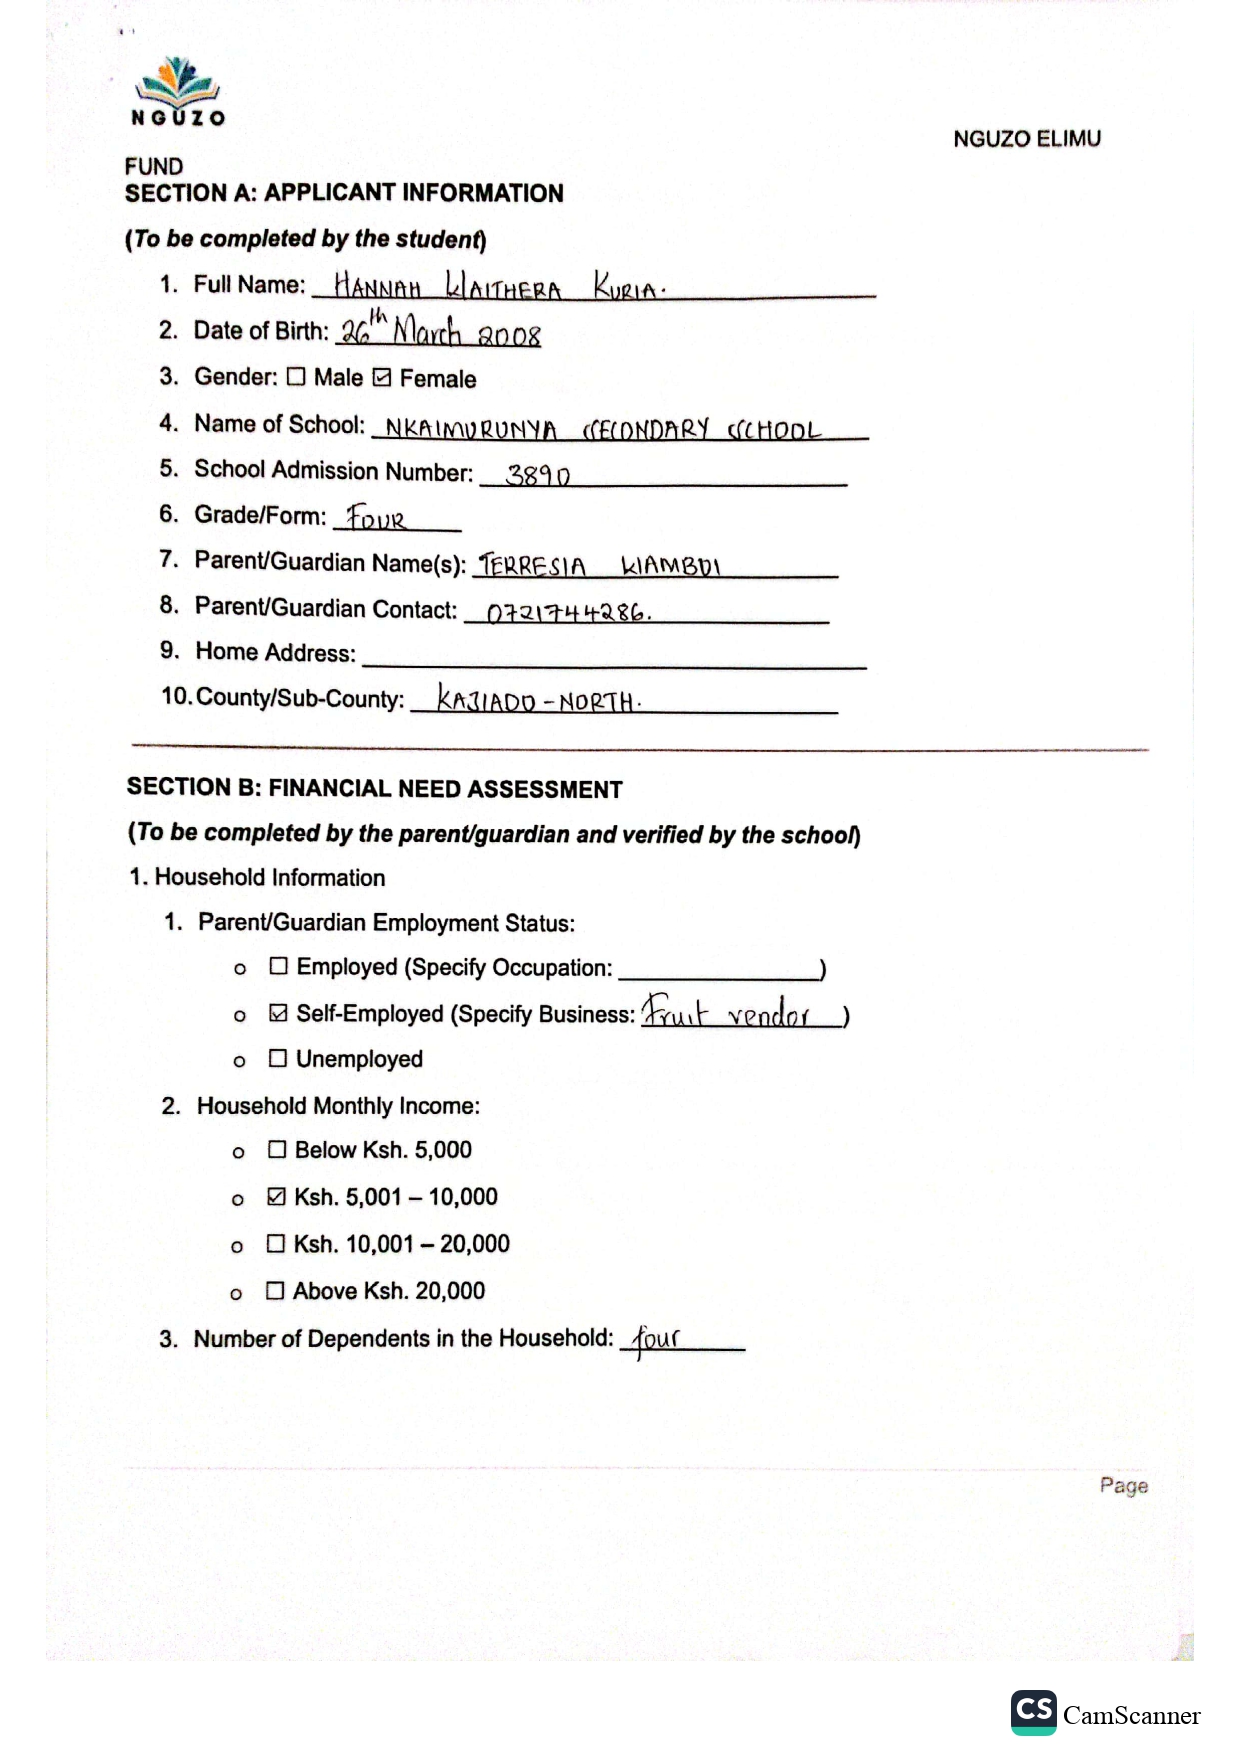 NGUZO
NGUZO ELIMU
FUND
SECTION A: APPLICANT INFORMATION
(To be completed by the student)
1. Full Name: HANNAH WAITHERA KURIA.
2. Date of Birth: 26th March 2008
3. Gender: ☐ Male ☑ Female
4. Name of School: NKAIMURUNYA SECONDARY SCHOOL
5. School Admission Number: 3890
6. Grade/Form: FOUR
7. Parent/Guardian Name(s): TERRESIA WAMBUI
8. Parent/Guardian Contact: 0721744286.
9. Home Address:
10. County/Sub-County: KAJIADO - NORTH.
SECTION B: FINANCIAL NEED ASSESSMENT
(To be completed by the parent/guardian and verified by the school)
1. Household Information
1. Parent/Guardian Employment Status:
o ☐ Employed (Specify Occupation: )
o ☑ Self-Employed (Specify Business: Fruit vendor )
o ☐ Unemployed
2. Household Monthly Income:
o ☐ Below Ksh. 5,000
o ☑ Ksh. 5,001 – 10,000
o ☐ Ksh. 10,001 – 20,000
o ☐ Above Ksh. 20,000
3. Number of Dependents in the Household: four
Page
CS CamScanner